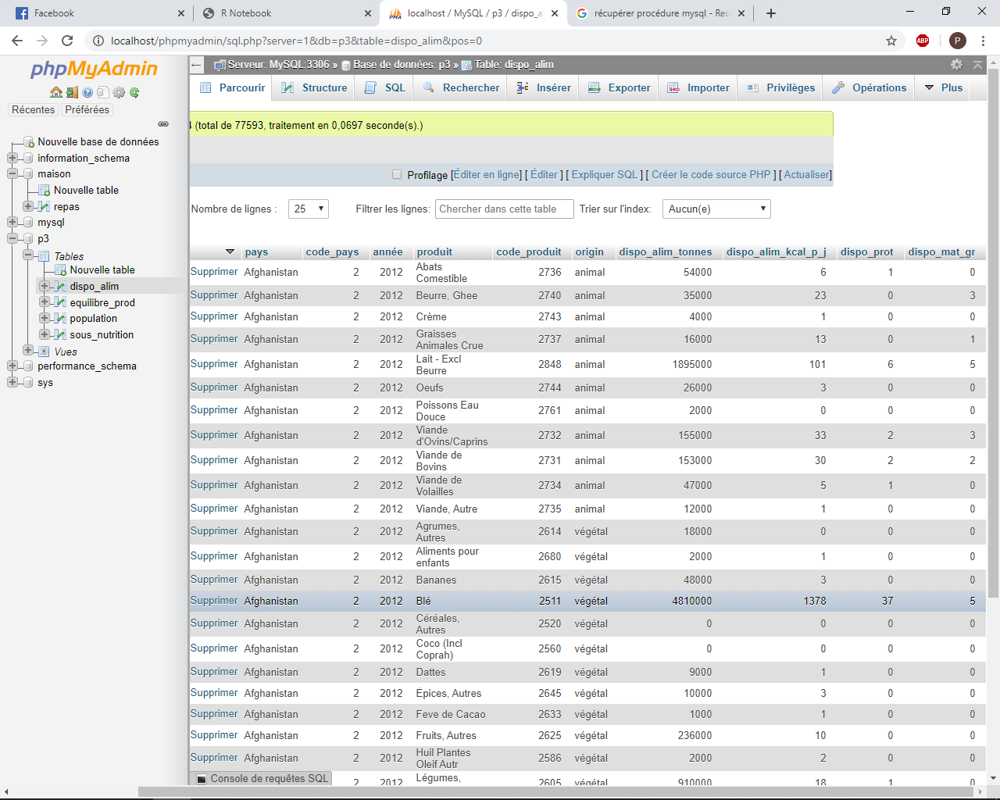 Facebook
R Notebook
localhost / MySQL / p3 / dispo_al
récupérer procédure mysql - Rec
localhost/phpmyadmin/sql.php?server=1&db=p3&table=dispo_alim&pos=0
ABP
P
phpMyAdmin
Récentes Préférées
Nouvelle base de données
information_schema
maison
Nouvelle table
repas
mysql
p3
Tables
Nouvelle table
dispo_alim
equilibre_prod
population
sous_nutrition
Vues
performance_schema
sys
Serveur: MySQL:3306 » Base de données: p3 » Table: dispo_alim
Parcourir Structure SQL Rechercher Insérer Exporter Importer Privilèges Opérations Plus
(total de 77593, traitement en 0,0697 seconde(s).)
Profilage [Éditer en ligne] [ Éditer ] [ Expliquer SQL ] [ Créer le code source PHP ] [ Actualiser]
Nombre de lignes : 25 Filtrer les lignes: Chercher dans cette table Trier sur l'index: Aucun(e)
pays code_pays année produit code_produit origin dispo_alim_tonnes dispo_alim_kcal_p_j dispo_prot dispo_mat_gr
Supprimer Afghanistan 2 2012 Abats Comestible 2736 animal 54000 6 1 0
Supprimer Afghanistan 2 2012 Beurre, Ghee 2740 animal 35000 23 0 3
Supprimer Afghanistan 2 2012 Crème 2743 animal 4000 1 0 0
Supprimer Afghanistan 2 2012 Graisses Animales Crue 2737 animal 16000 13 0 1
Supprimer Afghanistan 2 2012 Lait - Excl Beurre 2848 animal 1895000 101 6 5
Supprimer Afghanistan 2 2012 Oeufs 2744 animal 26000 3 0 0
Supprimer Afghanistan 2 2012 Poissons Eau Douce 2761 animal 2000 0 0 0
Supprimer Afghanistan 2 2012 Viande d'Ovins/Caprins 2732 animal 155000 33 2 3
Supprimer Afghanistan 2 2012 Viande de Bovins 2731 animal 153000 30 2 2
Supprimer Afghanistan 2 2012 Viande de Volailles 2734 animal 47000 5 1 0
Supprimer Afghanistan 2 2012 Viande, Autre 2735 animal 12000 1 0 0
Supprimer Afghanistan 2 2012 Agrumes, Autres 2614 végétal 18000 0 0 0
Supprimer Afghanistan 2 2012 Aliments pour enfants 2680 végétal 2000 1 0 0
Supprimer Afghanistan 2 2012 Bananes 2615 végétal 48000 3 0 0
Supprimer Afghanistan 2 2012 Blé 2511 végétal 4810000 1378 37 5
Supprimer Afghanistan 2 2012 Céréales, Autres 2520 végétal 0 0 0 0
Supprimer Afghanistan 2 2012 Coco (Incl Coprah) 2560 végétal 0 0 0 0
Supprimer Afghanistan 2 2012 Dattes 2619 végétal 9000 1 0 0
Supprimer Afghanistan 2 2012 Épices, Autres 2645 végétal 10000 3 0 0
Supprimer Afghanistan 2 2012 Feve de Cacao 2633 végétal 1000 1 0 0
Supprimer Afghanistan 2 2012 Fruits, Autres 2625 végétal 236000 10 0 0
Supprimer Afghanistan 2 2012 Huil Plantes Oleif Autr 2586 végétal 2000 2 0 0
2 2012 Légumes, 2605 végétal 910000 18 1 0
Console de requêtes SQL